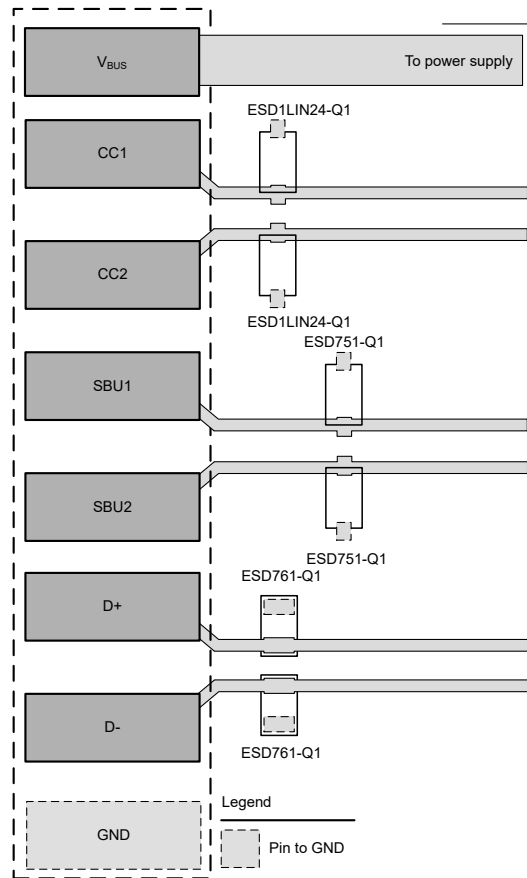 V_BUS
To power supply
ESD1LIN24-Q1
CC1
CC2
ESD1LIN24-Q1
ESD751-Q1
SBU1
SBU2
ESD751-Q1
ESD761-Q1
D+
D-
ESD761-Q1
Legend
GND
Pin to GND